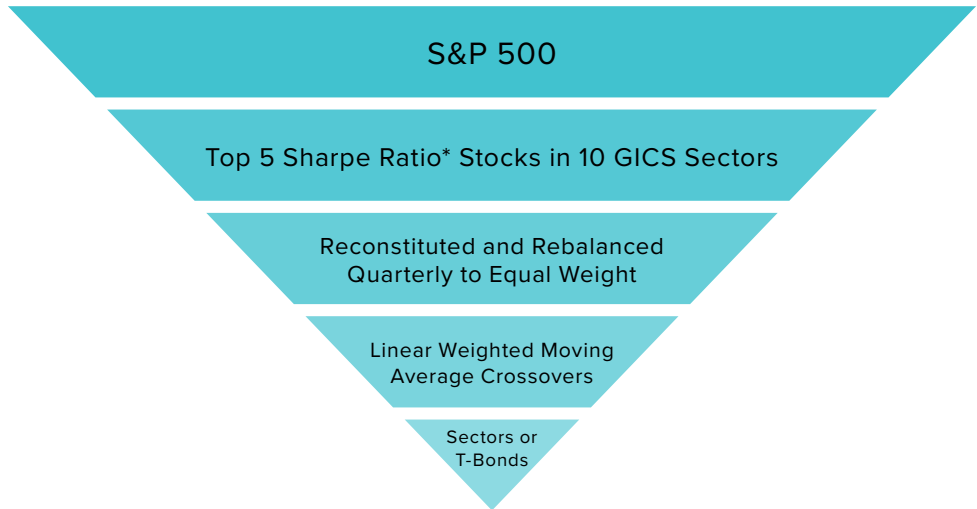 S&P 500
Top 5 Sharpe Ratio* Stocks in 10 GICS Sectors
Reconstituted and Rebalanced
Quarterly to Equal Weight
Linear Weighted Moving
Average Crossovers
Sectors or
T-Bonds